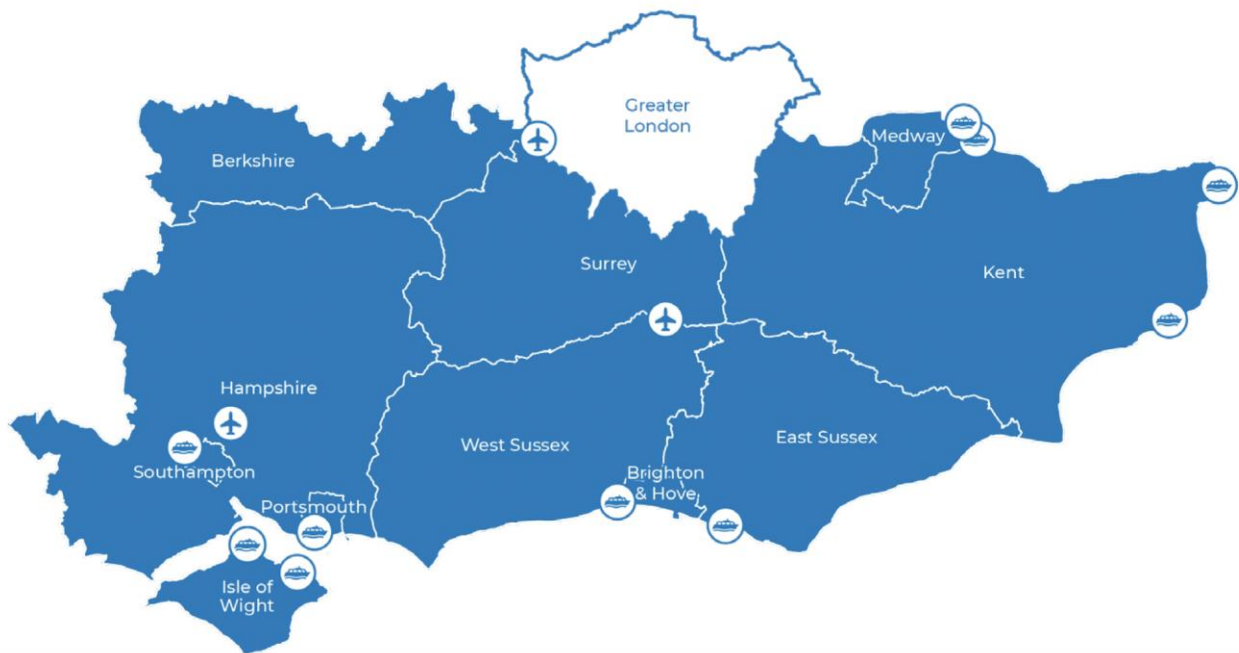 Greater
London
Medway
Berkshire
Surrey
Kent
Hampshire
West Sussex
East Sussex
Southampton
Brighton
& Hove
Portsmouth
Isle of
Wight